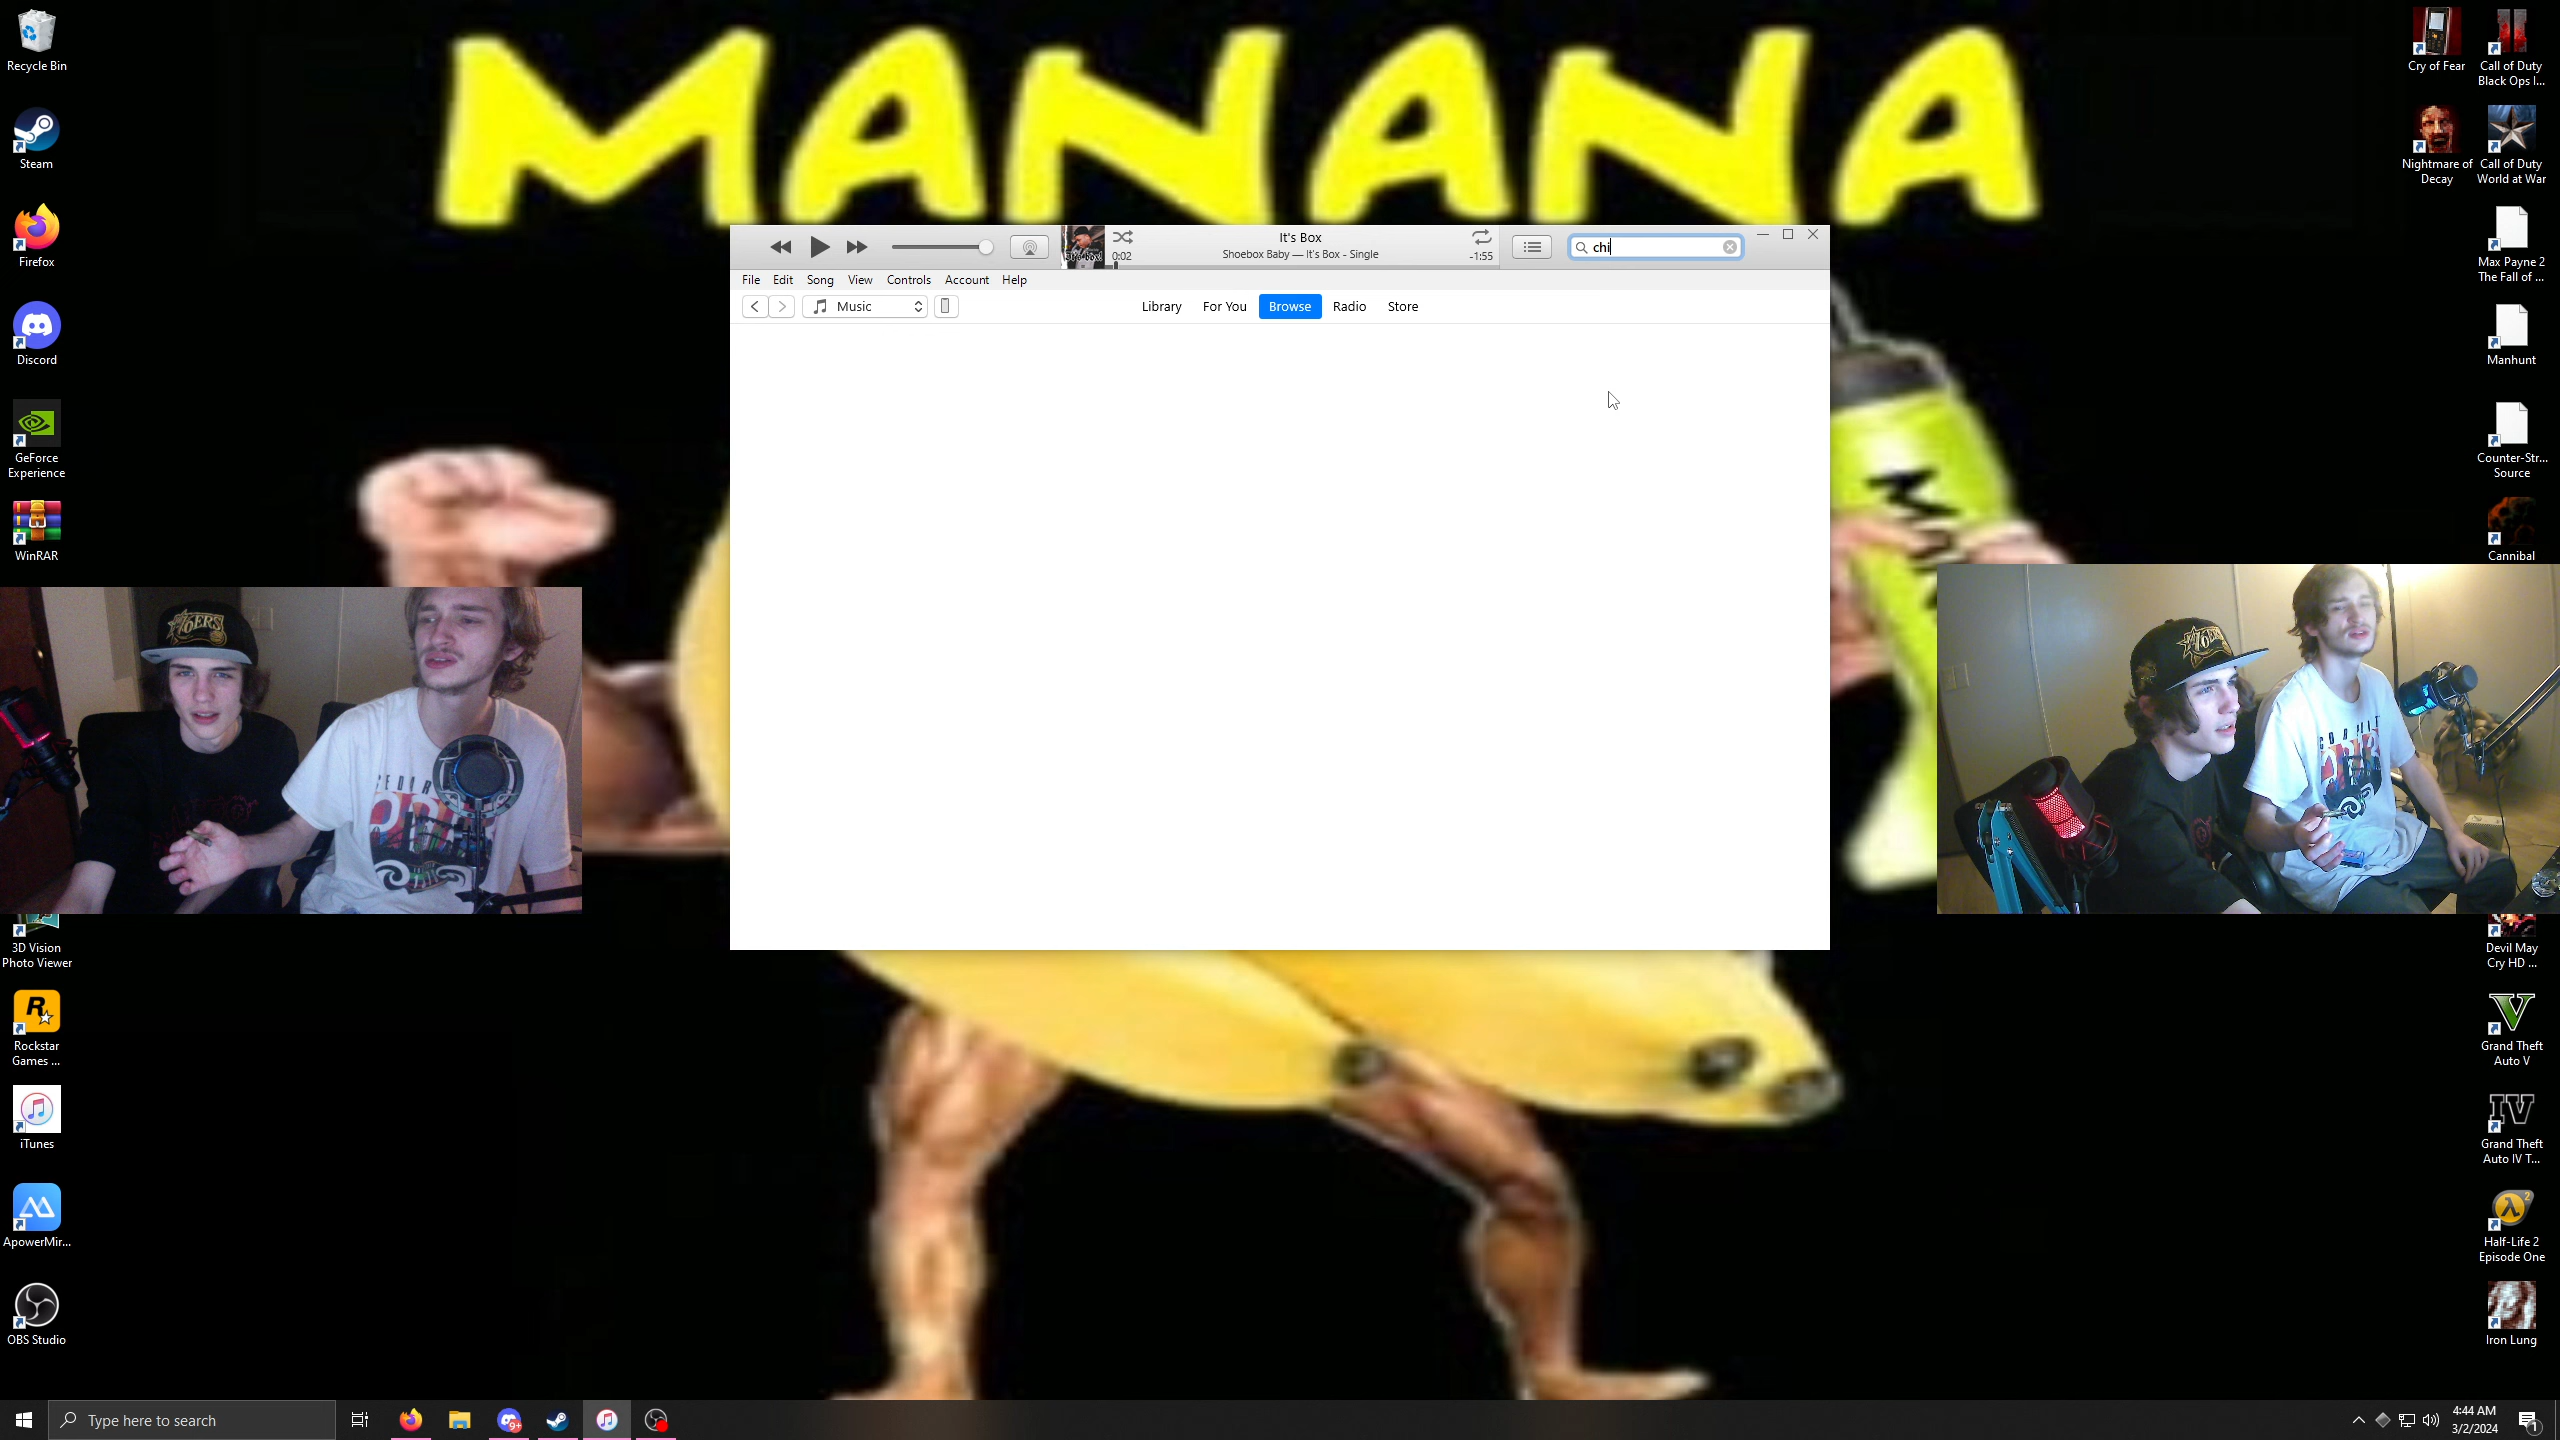 MANANA
Recycle Bin
Steam
Firefox
Discord
GeForce
Experience
WinRAR
3D Vision
Photo Viewer
Rockstar
Games ...
iTunes
ApowerMir...
OBS Studio
It's Box
Shoebox Baby — It's Box - Single
0:02
-1:55
chi
File Edit Song View Controls Account Help
Music
Library For You Browse Radio Store
76ERS
76ERS
Cry of Fear
Call of Duty
Black Ops I...
Nightmare of
Decay
Call of Duty
World at War
Max Payne 2
The Fall of ...
Manhunt
Counter-Str...
Source
Cannibal
Devil May
Cry HD ...
Grand Theft
Auto V
Grand Theft
Auto IV T...
Half-Life 2
Episode One
Iron Lung
Type here to search
9+
4:44 AM
3/2/2024
1